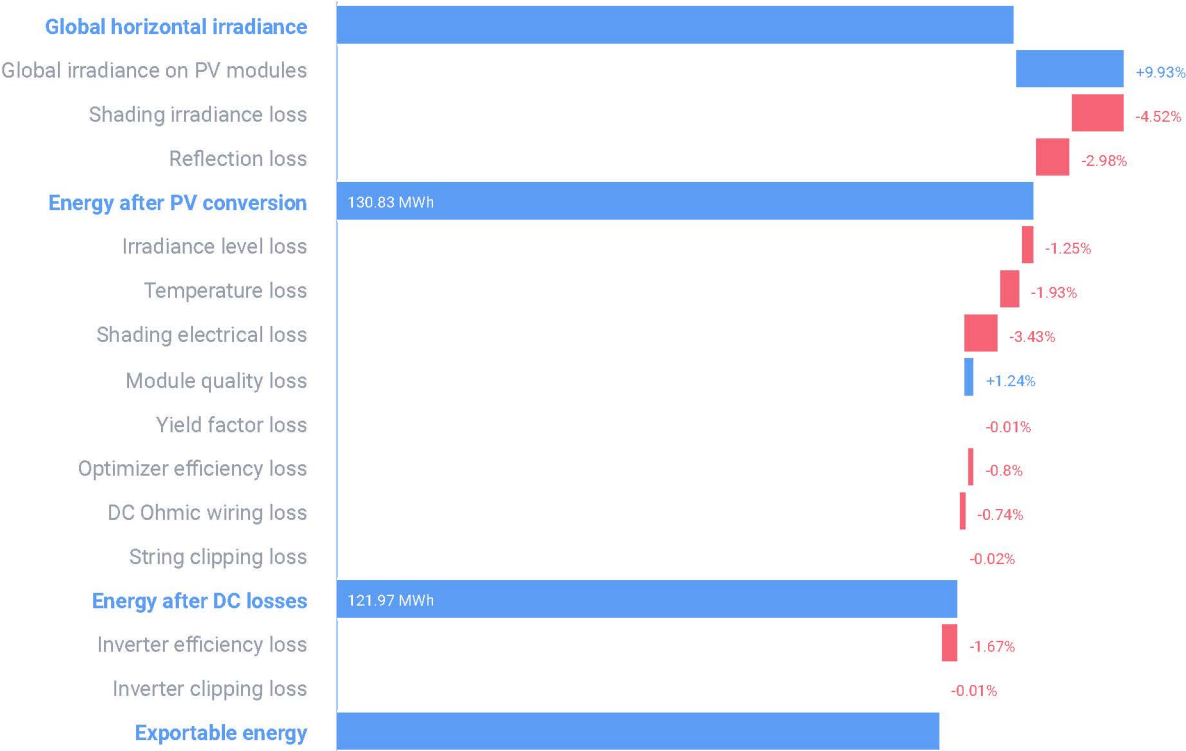 Global horizontal irradiance
Global irradiance on PV modules +9.93%
Shading irradiance loss -4.52%
Reflection loss -2.98%
Energy after PV conversion 130.83 MWh
Irradiance level loss -1.25%
Temperature loss -1.93%
Shading electrical loss -3.43%
Module quality loss +1.24%
Yield factor loss -0.01%
Optimizer efficiency loss -0.8%
DC Ohmic wiring loss -0.74%
String clipping loss -0.02%
Energy after DC losses 121.97 MWh
Inverter efficiency loss -1.67%
Inverter clipping loss -0.01%
Exportable energy